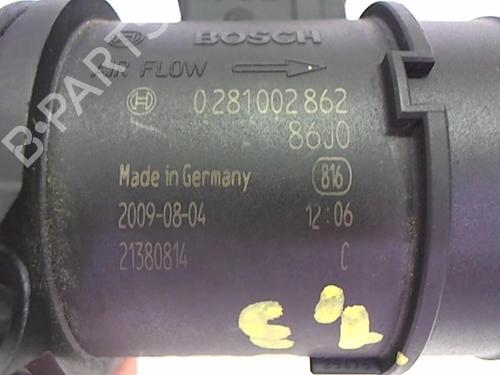 BOSCH
AIR FLOW
0 281 002 862
86J0
Made in Germany 816
2009-08-04 12:06
21380814 C
B-PARTS